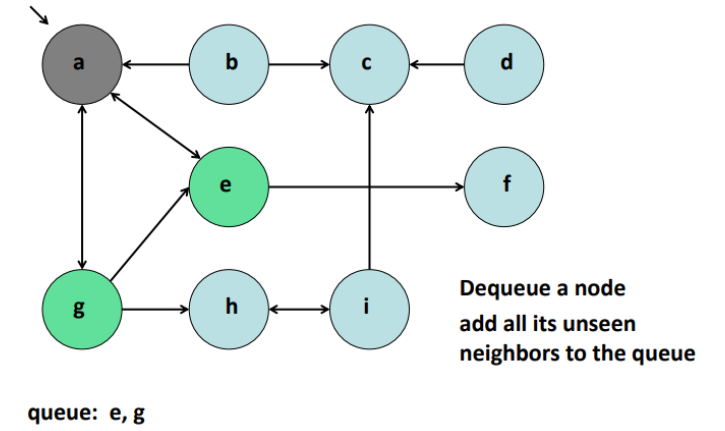 a
b
c
d
e
f
g
h
i
Dequeue a node
add all its unseen
neighbors to the queue
queue: e, g